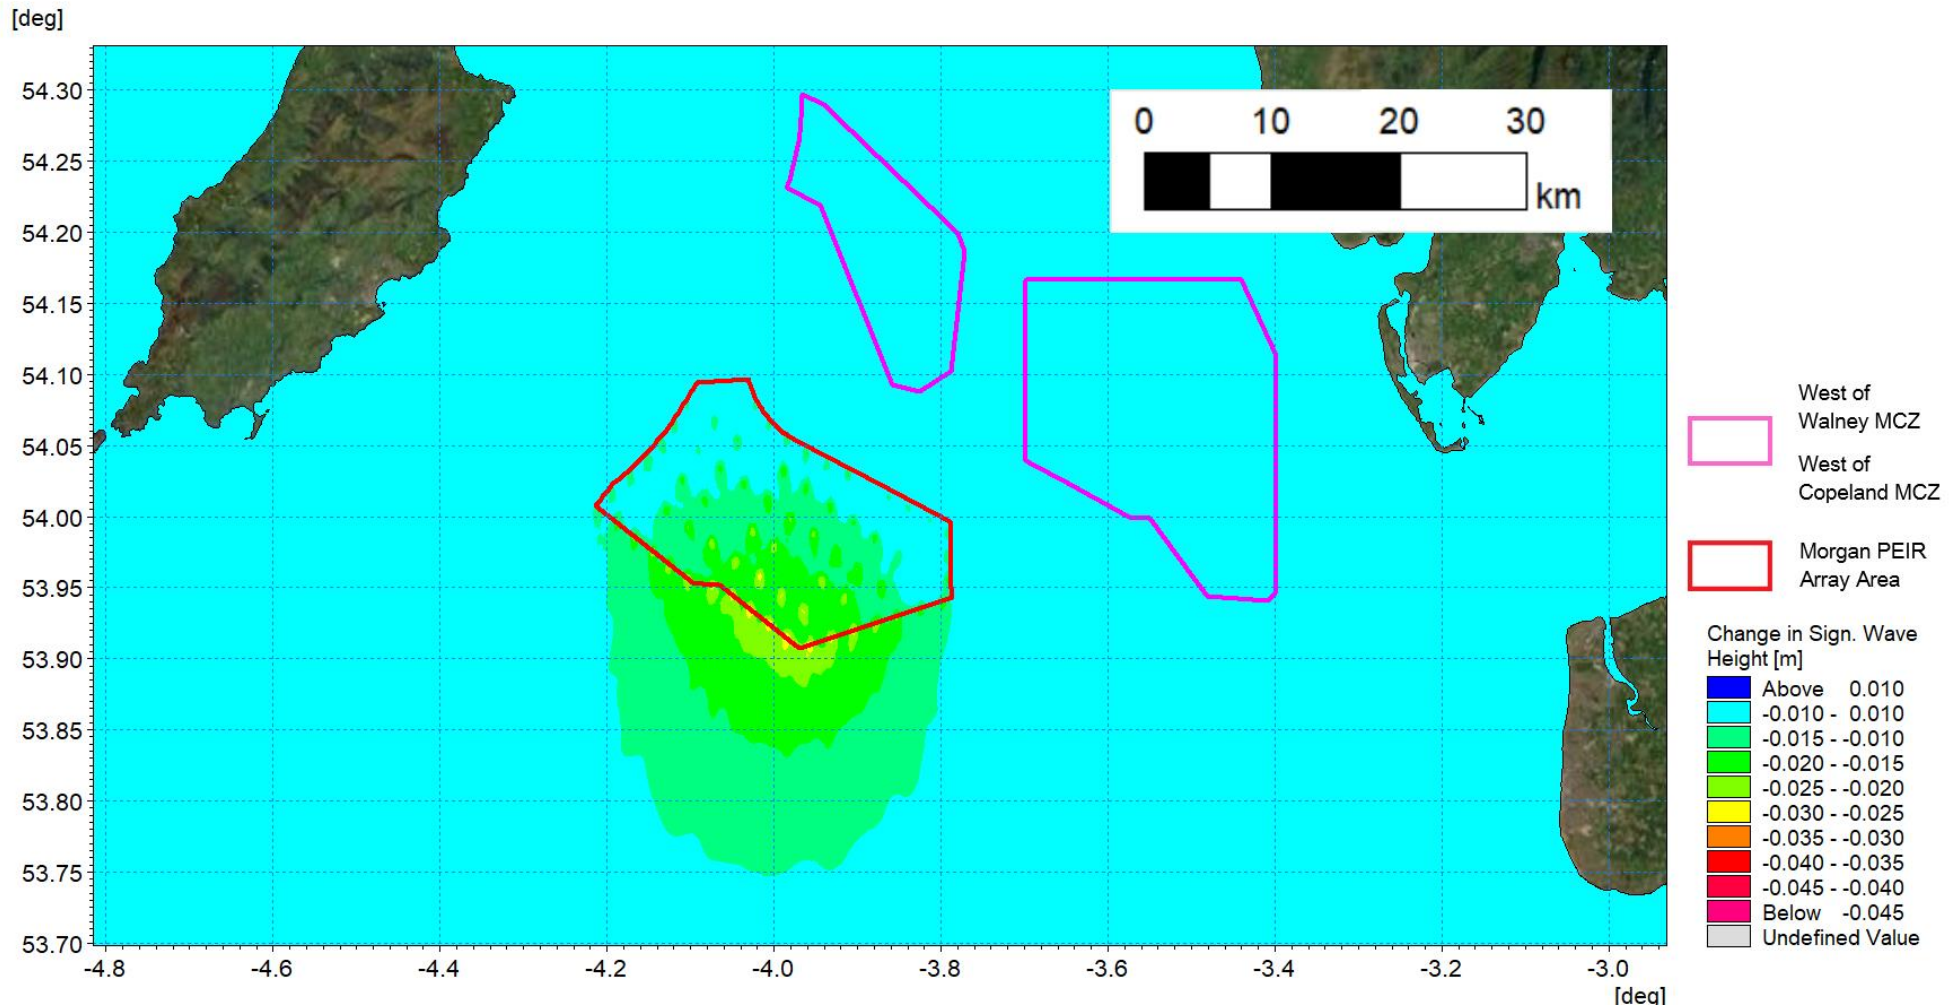 [deg]
54.30
54.25
54.20
54.15
54.10
54.05
54.00
53.95
53.90
53.85
53.80
53.75
53.70
-4.8 -4.6 -4.4 -4.2 -4.0 -3.8 -3.6 -3.4 -3.2 -3.0
[deg]
0 10 20 30
km
West of
Walney MCZ
West of
Copeland MCZ
Morgan PEIR
Array Area
Change in Sign. Wave
Height [m]
Above 0.010
-0.010 - 0.010
-0.015 - -0.010
-0.020 - -0.015
-0.025 - -0.020
-0.030 - -0.025
-0.035 - -0.030
-0.040 - -0.035
-0.045 - -0.040
Below -0.045
Undefined Value